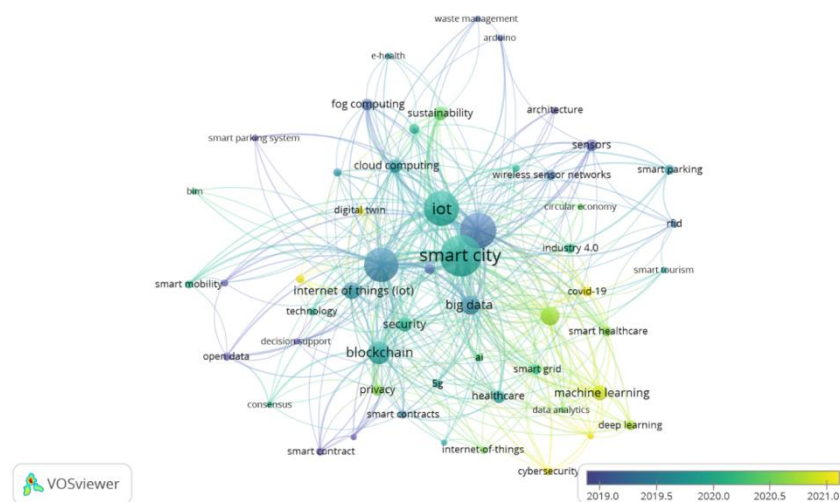 waste management
arduino
e-health
fog computing
sustainability
architecture
smart parking system
sensors
cloud computing
wireless sensor networks
smart parking
bim
digital twin
iot
circular economy
rfid
smart city
industry 4.0
smart mobility
internet of things (iot)
smart tourism
covid-19
technology
big data
security
smart healthcare
decision support
open data
blockchain
ai
smart grid
5g
privacy
healthcare
machine learning
consensus
smart contracts
data analytics
deep learning
smart contract
internet-of-things
cybersecurity
VOSviewer
2019.0 2019.5 2020.0 2020.5 2021.0